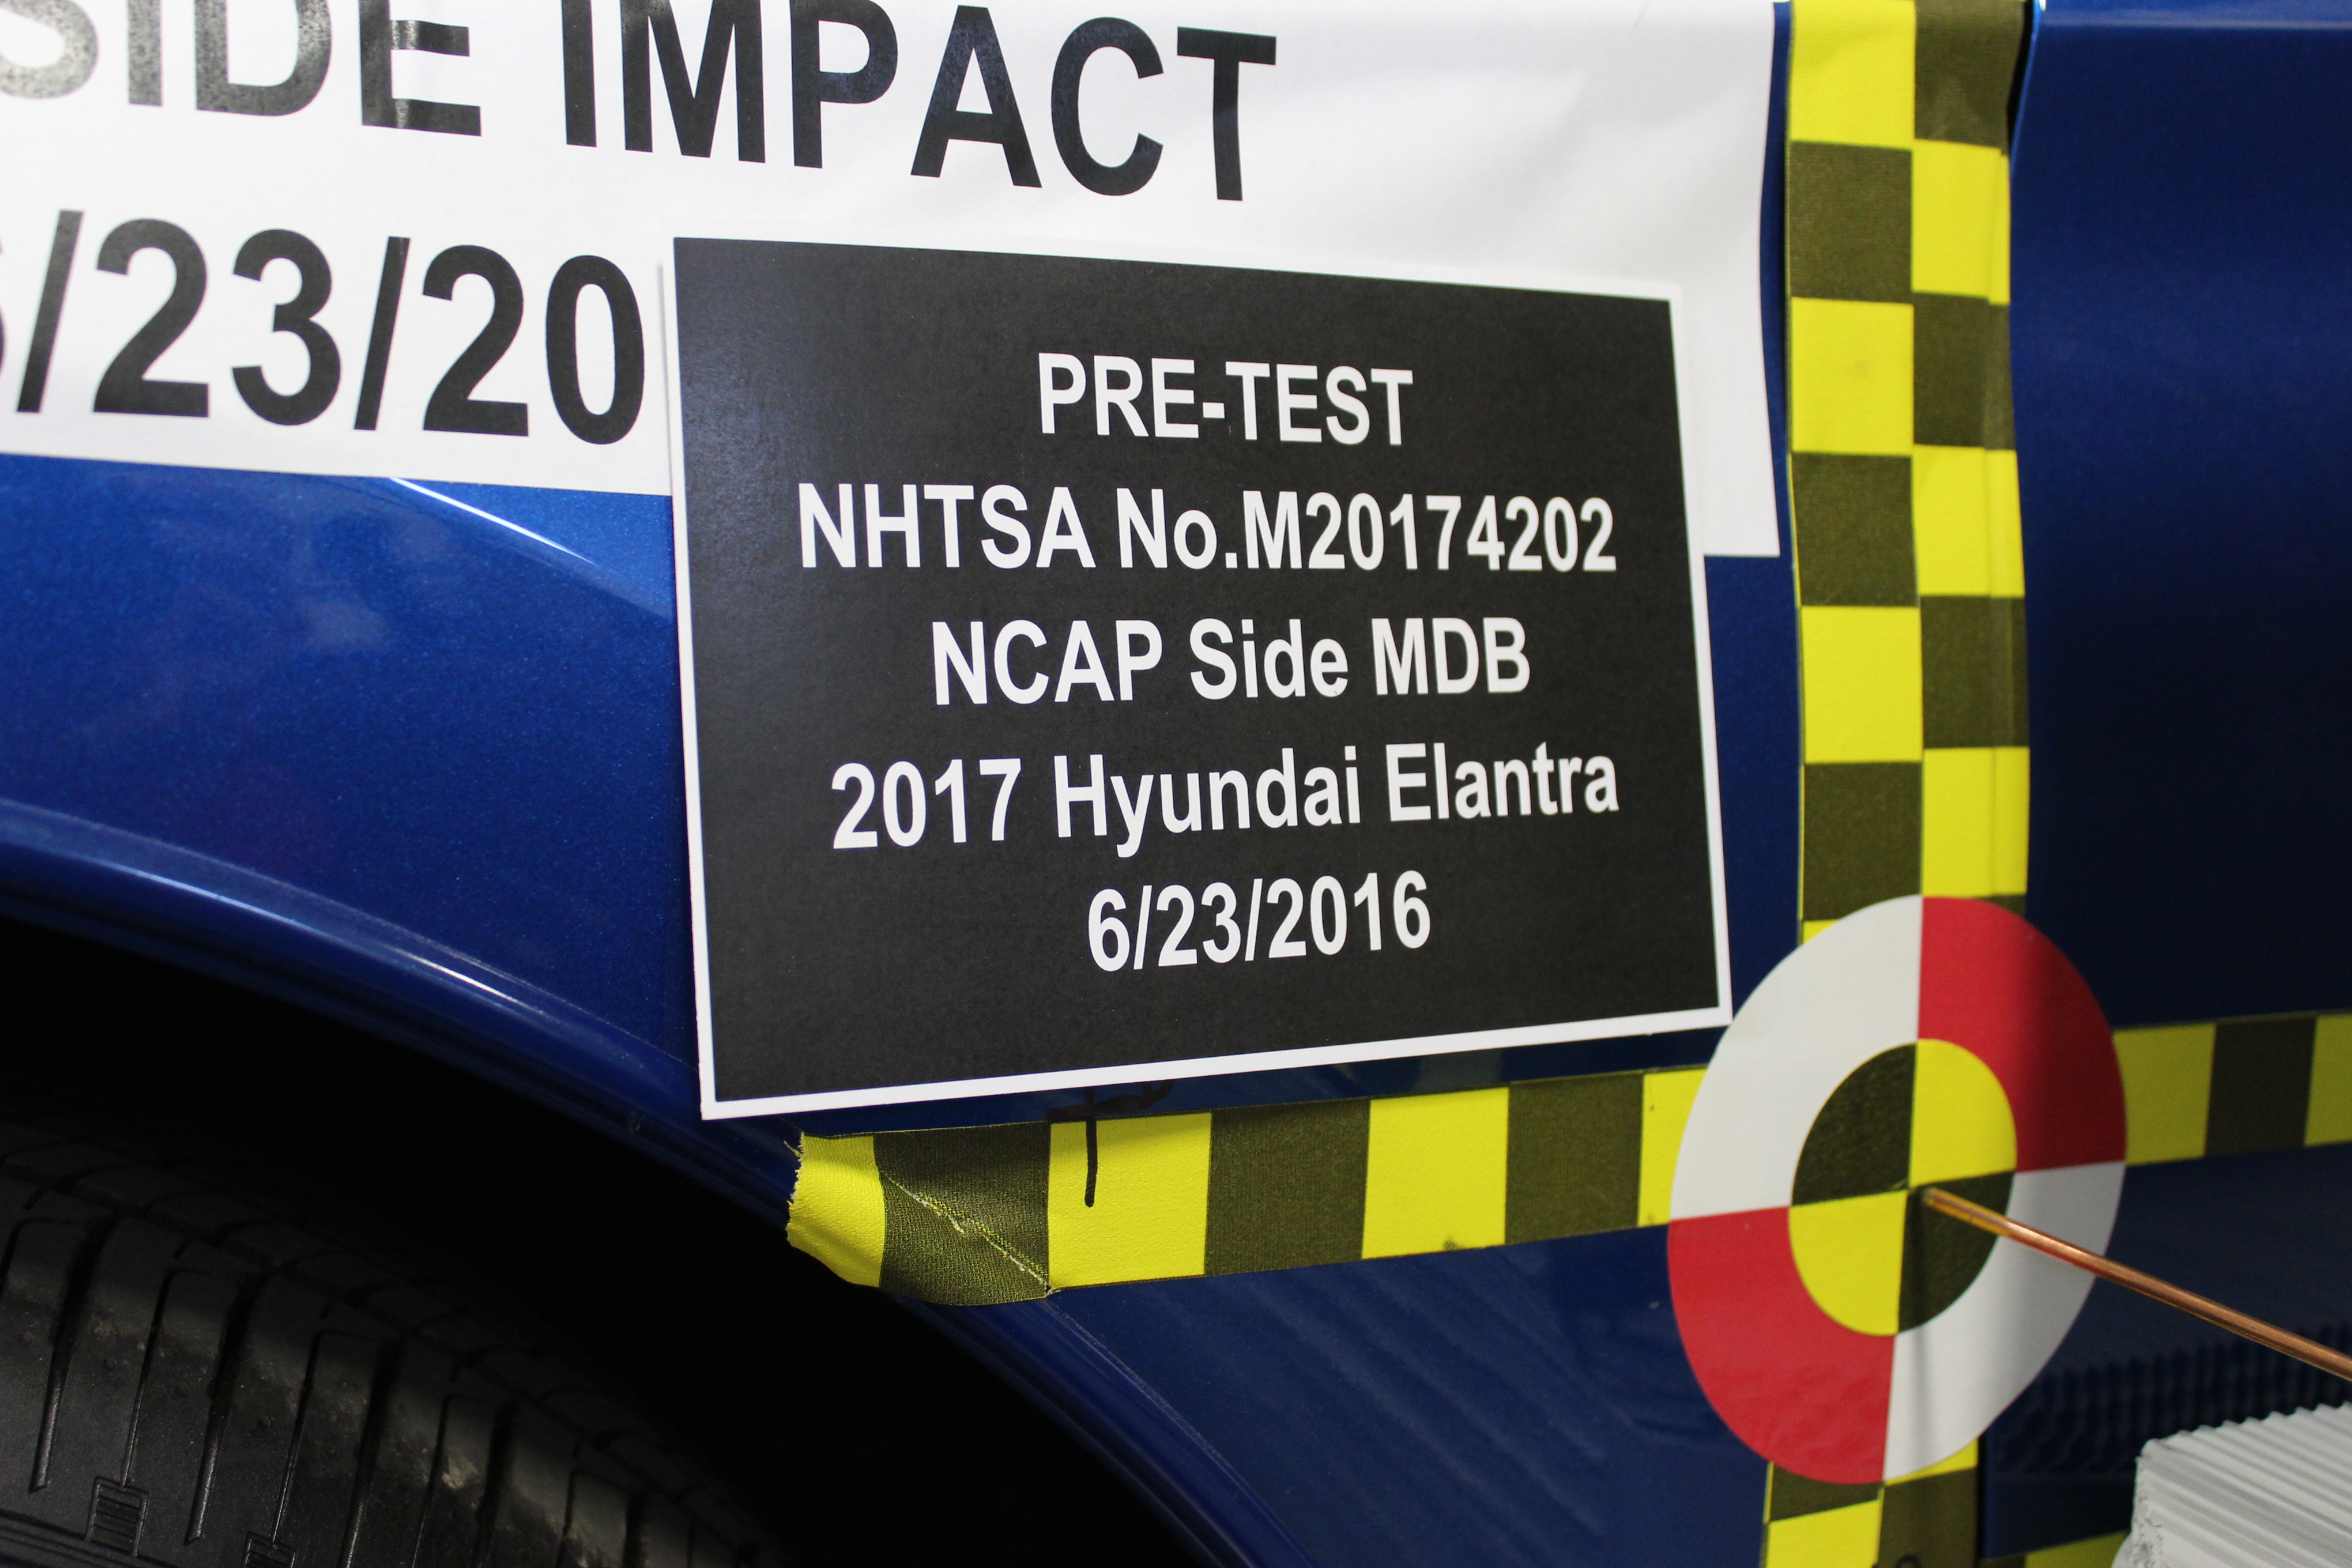 SIDE IMPACT
/23/20
PRE-TEST
NHTSA No.M20174202
NCAP Side MDB
2017 Hyundai Elantra
6/23/2016